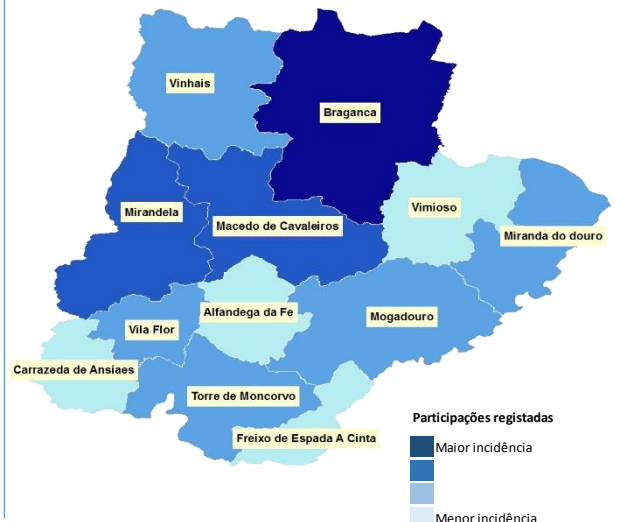 Vinhais
Braganca
Mirandela
Macedo de Cavaleiros
Vimioso
Miranda do douro
Alfandega da Fe
Mogadouro
Vila Flor
Carrazeda de Ansiaes
Torre de Moncorvo
Freixo de Espada A Cinta
Participações registadas
Maior incidência
Menor incidência